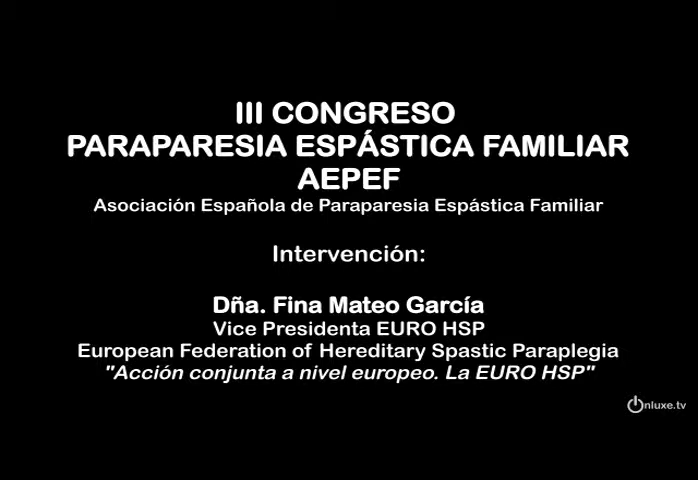 III CONGRESO
PARAPARESIA ESPÁSTICA FAMILIAR
AEPEF
Asociación Española de Paraparesia Espástica Familiar
Intervención:
Dña. Fina Mateo García
Vice Presidenta EURO HSP
European Federation of Hereditary Spastic Paraplegia
"Acción conjunta a nivel europeo. La EURO HSP"
Onluxe.tv